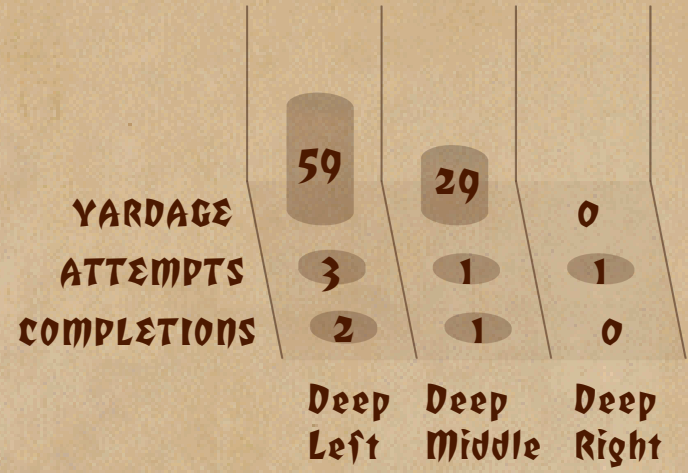 YARDAGE 59 29 0
ATTEMPTS 3 1 1
COMPLETIONS 2 1 0
Deep Deep Deep
Left Middle Right